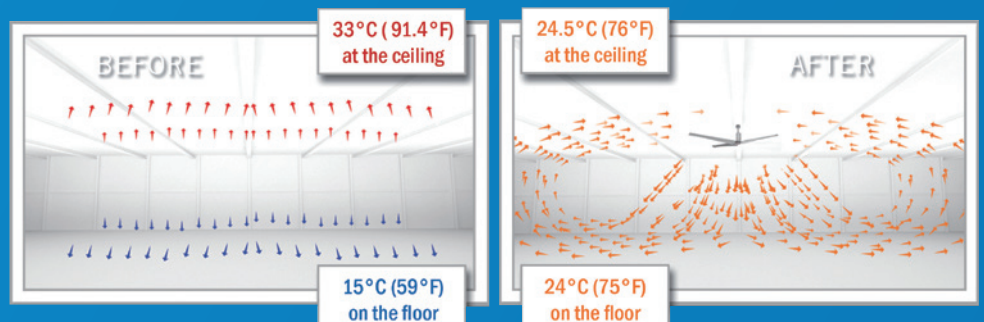 BEFORE
33°C ( 91.4°F)
at the ceiling
15°C (59°F)
on the floor
24.5°C (76°F)
at the ceiling
AFTER
24°C (75°F)
on the floor